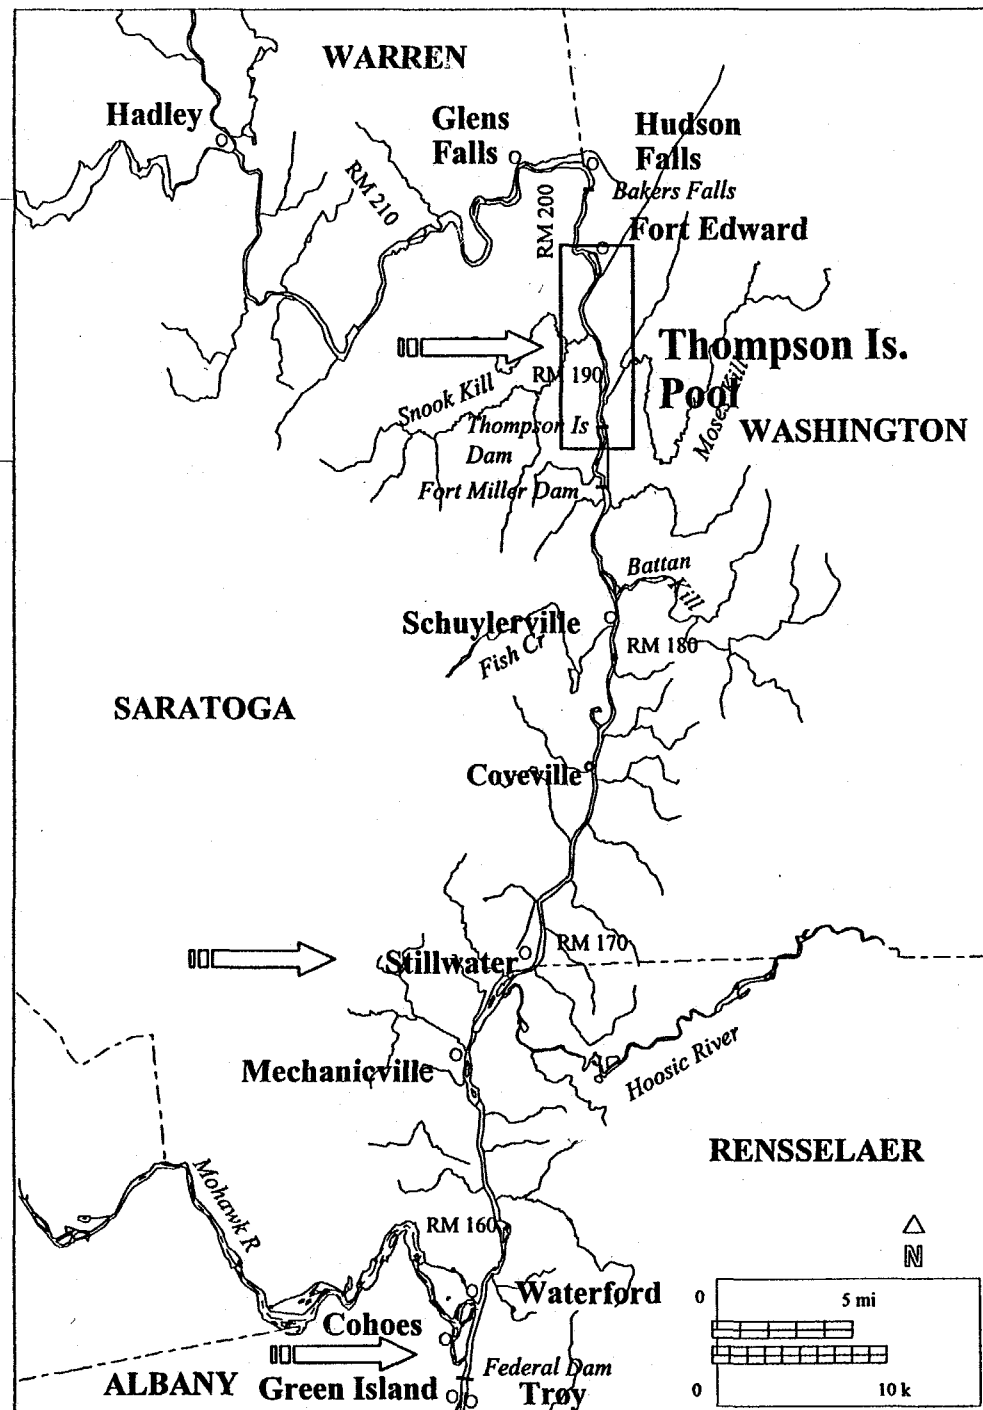 WARREN
Hadley
Glens
Falls
Hudson
Falls
Bakers Falls
RM 210
RM 200
Fort Edward
Thompson Is.
Pool
RM 190
Snook Kill
Moses Kill
WASHINGTON
Thompson Is
Dam
Fort Miller Dam
Battan
Kill
Schuylerville
Fish Cr
RM 180
SARATOGA
Coveville
RM 170
Stillwater
Hoosic River
Mechanicville
RENSSELAER
Mohawk R
RM 160
N
Waterford
0
5 mi
Cohoes
Federal Dam
ALBANY
Green Island
Troy
0
10 k